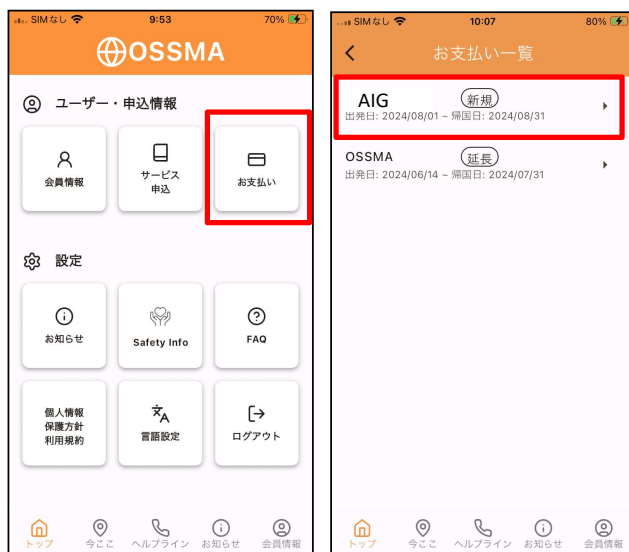 SIMなし 9:53 70%
OSSMA
ユーザー・申込情報
会員情報
サービス
申込
お支払い
設定
お知らせ
Safety Info
FAQ
個人情報
保護方針
利用規約
言語設定
ログアウト
トップ 今ここ ヘルプライン お知らせ 会員情報
SIMなし 10:07 80%
お支払い一覧
AIG 新規
出発日: 2024/08/01 ~ 帰国日: 2024/08/31
OSSMA 延長
出発日: 2024/06/14 ~ 帰国日: 2024/07/31
トップ 今ここ ヘルプライン お知らせ 会員情報